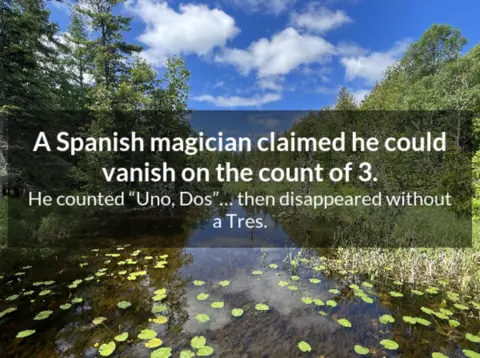 A Spanish magician claimed he could
vanish on the count of 3.
He counted “Uno, Dos”... then disappeared without
a Tres.